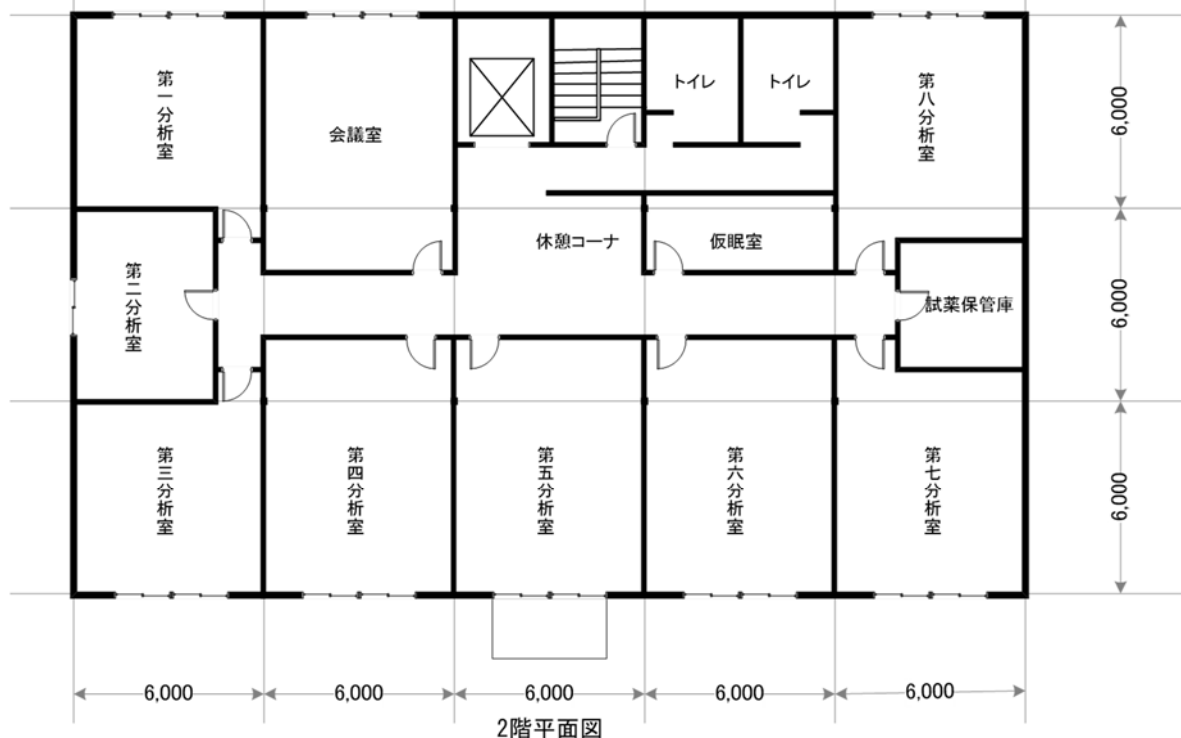 第一分析室
会議室
トイレ
トイレ
第八分析室
6,000
第二分析室
休憩コーナ
仮眠室
試薬保管庫
6,000
第三分析室
第四分析室
第五分析室
第六分析室
第七分析室
6,000
6,000
6,000
6,000
6,000
6,000
2階平面図